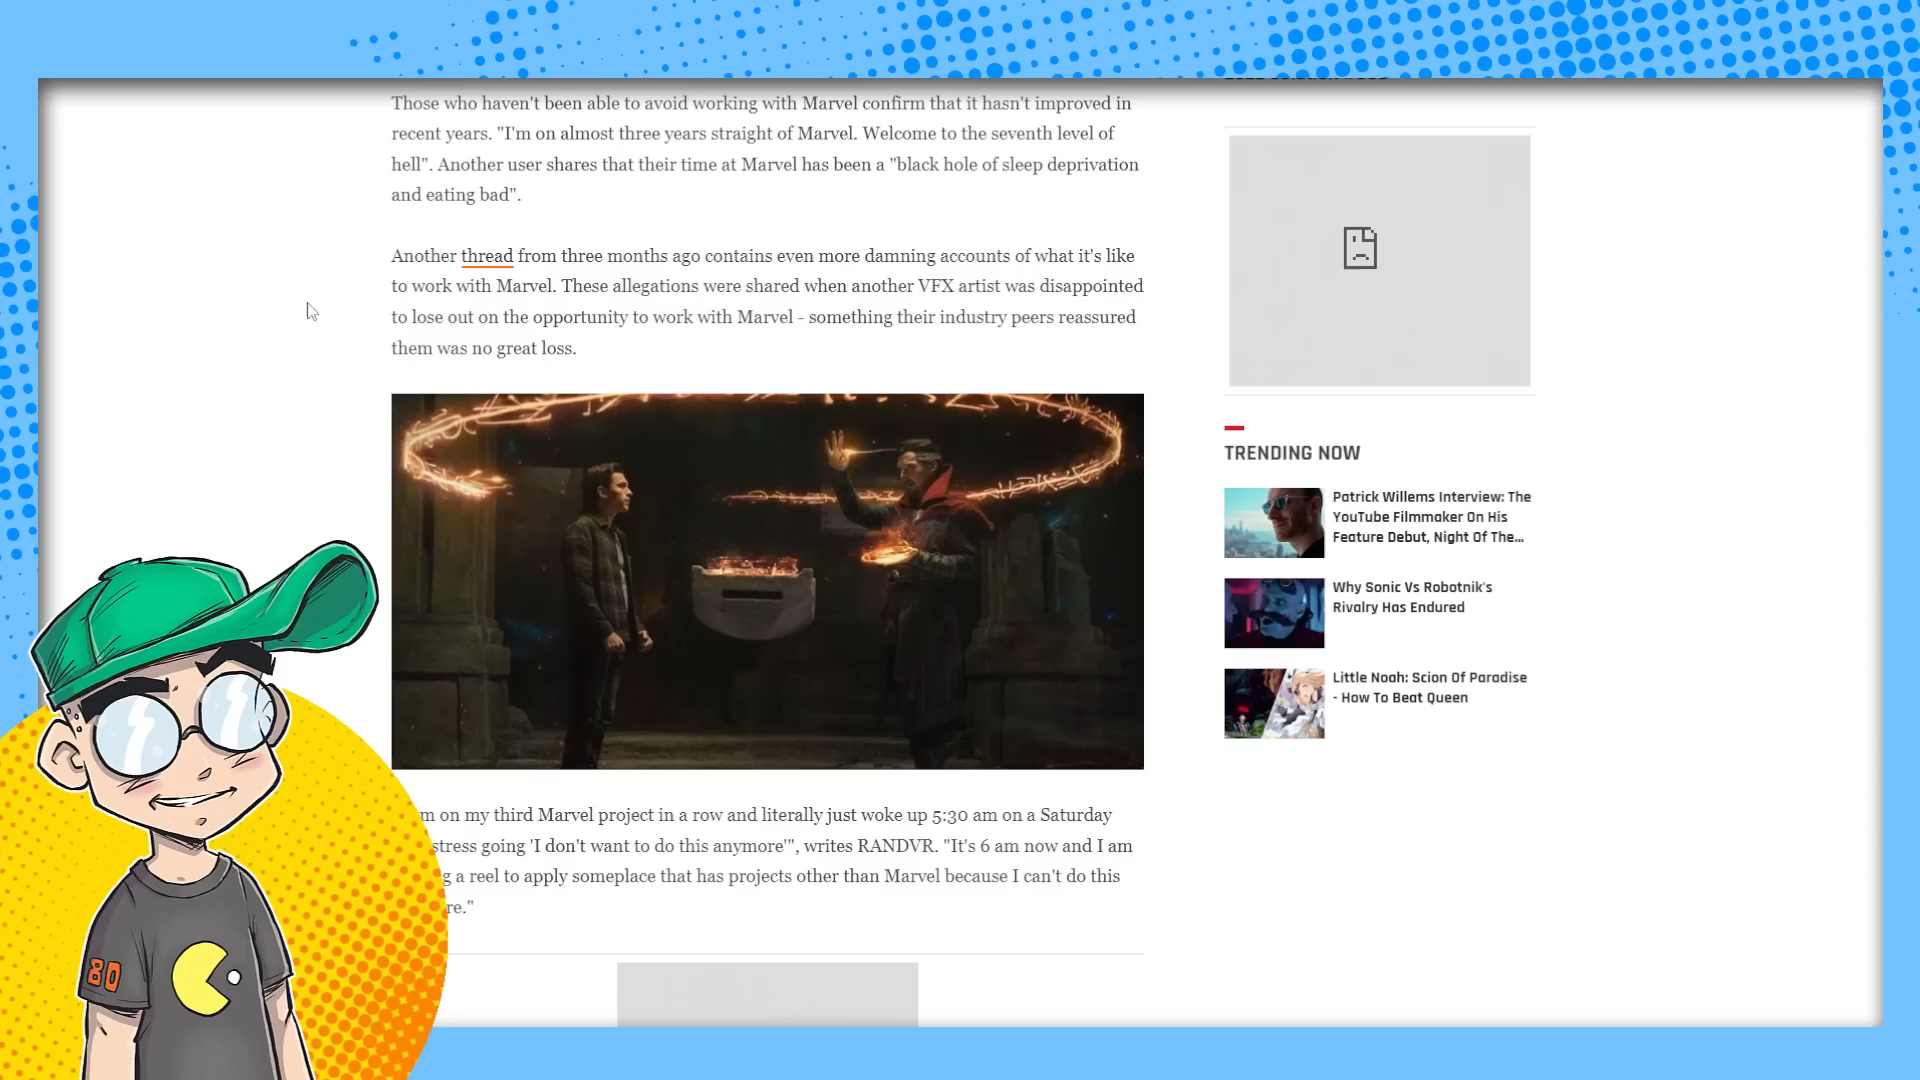 Those who haven't been able to avoid working with Marvel confirm that it hasn't improved in
recent years. "I'm on almost three years straight of Marvel. Welcome to the seventh level of
hell". Another user shares that their time at Marvel has been a "black hole of sleep deprivation
and eating bad".
Another thread from three months ago contains even more damning accounts of what it's like
to work with Marvel. These allegations were shared when another VFX artist was disappointed
to lose out on the opportunity to work with Marvel - something their industry peers reassured
them was no great loss.
m on my third Marvel project in a row and literally just woke up 5:30 am on a Saturday
stress going 'I don't want to do this anymore'", writes RANDVR. "It's 6 am now and I am
g a reel to apply someplace that has projects other than Marvel because I can't do this
re."
TRENDING NOW
Patrick Willems Interview: The
YouTube Filmmaker On His
Feature Debut, Night Of The...
Why Sonic Vs Robotnik's
Rivalry Has Endured
Little Noah: Scion Of Paradise
- How To Beat Queen
80